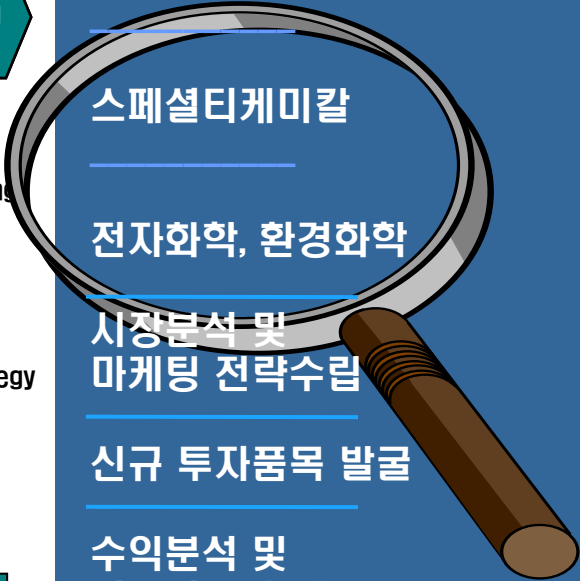 스페셜티케미칼
전자화학, 환경화학
시장분석 및
egy
마케팅 전략수립
신규 투자품목 발굴
수익분석 및